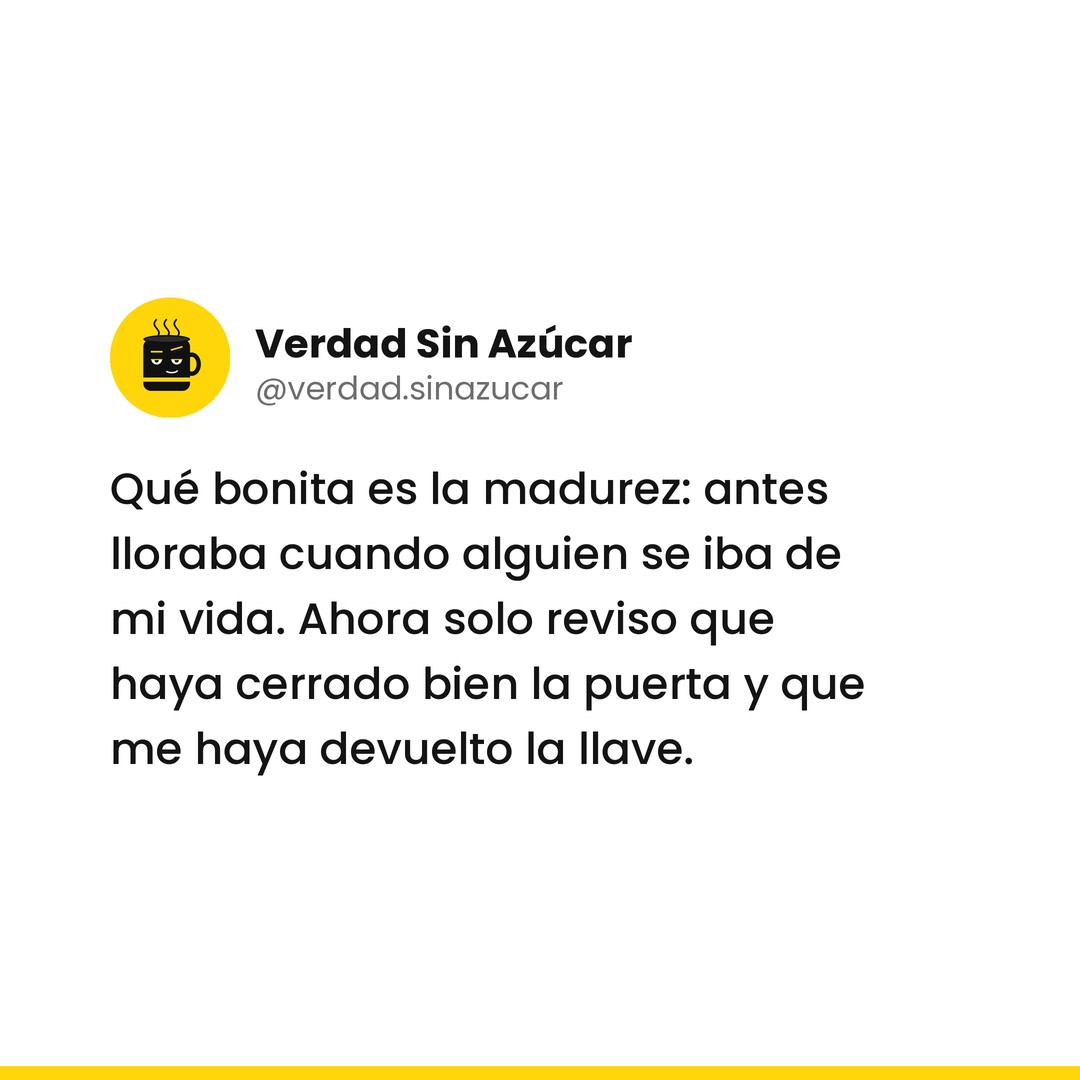 Verdad Sin Azúcar
@verdad.sinazucar
Qué bonita es la madurez: antes
lloraba cuando alguien se iba de
mi vida. Ahora solo reviso que
haya cerrado bien la puerta y que
me haya devuelto la llave.